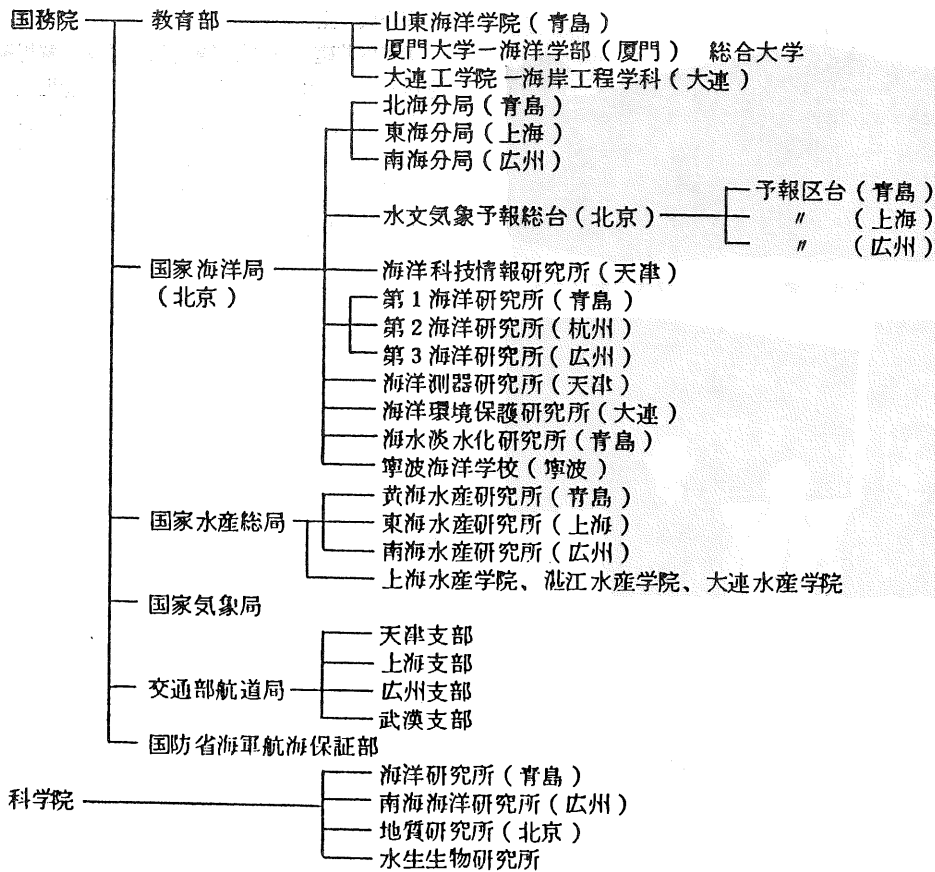 国務院 教育部 山東海洋学院(青島)
厦門大学－海洋学部(厦門) 総合大学
大連工学院－海岸工程学科(大連)
北海分局(青島)
東海分局(上海)
南海分局(広州)
予報区台(青島)
水文気象予報総台(北京) 〃 (上海)
〃 (広州)
国家海洋局 海洋科技情報研究所(天津)
(北京) 第1海洋研究所(青島)
第2海洋研究所(杭州)
第3海洋研究所(広州)
海洋測器研究所(天津)
海洋環境保護研究所(大連)
海水淡水化研究所(青島)
寧波海洋学校(寧波)
黄海水産研究所(青島)
国家水産総局 東海水産研究所(上海)
南海水産研究所(広州)
上海水産学院、湛江水産学院、大連水産学院
国家気象局
天津支部
上海支部
交通部航道局 広州支部
武漢支部
国防省海軍航海保証部
海洋研究所(青島)
科学院 南海海洋研究所(広州)
地質研究所(北京)
水生生物研究所